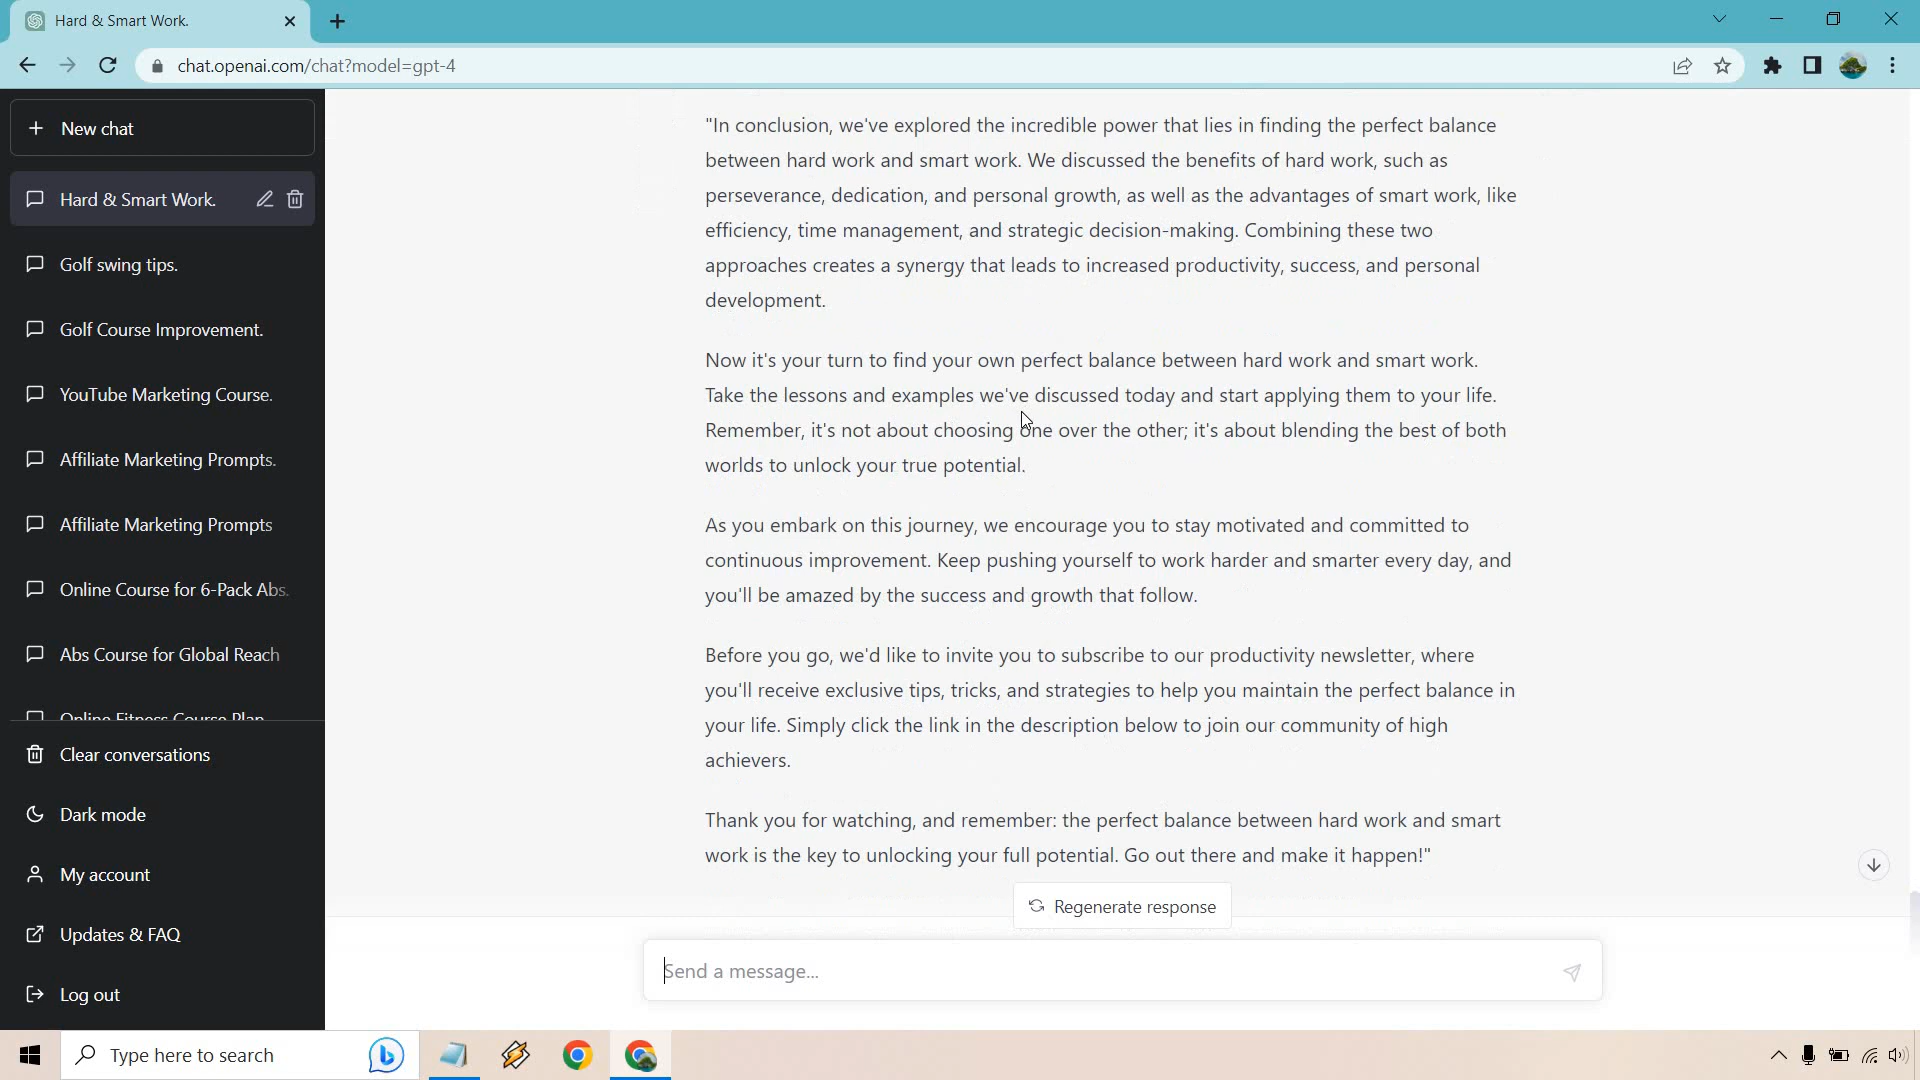 Hard & Smart Work.
chat.openai.com/chat?model=gpt-4
New chat
Hard & Smart Work.
Golf swing tips.
Golf Course Improvement.
YouTube Marketing Course.
Affiliate Marketing Prompts.
Affiliate Marketing Prompts
Online Course for 6-Pack Abs.
Abs Course for Global Reach
Online Fitness Course Plan
Clear conversations
Dark mode
My account
Updates & FAQ
Log out
"In conclusion, we've explored the incredible power that lies in finding the perfect balance
between hard work and smart work. We discussed the benefits of hard work, such as
perseverance, dedication, and personal growth, as well as the advantages of smart work, like
efficiency, time management, and strategic decision-making. Combining these two
approaches creates a synergy that leads to increased productivity, success, and personal
development.
Now it's your turn to find your own perfect balance between hard work and smart work.
Take the lessons and examples we've discussed today and start applying them to your life.
Remember, it's not about choosing one over the other; it's about blending the best of both
worlds to unlock your true potential.
As you embark on this journey, we encourage you to stay motivated and committed to
continuous improvement. Keep pushing yourself to work harder and smarter every day, and
you'll be amazed by the success and growth that follow.
Before you go, we'd like to invite you to subscribe to our productivity newsletter, where
you'll receive exclusive tips, tricks, and strategies to help you maintain the perfect balance in
your life. Simply click the link in the description below to join our community of high
achievers.
Thank you for watching, and remember: the perfect balance between hard work and smart
work is the key to unlocking your full potential. Go out there and make it happen!"
Regenerate response
Send a message...
Type here to search